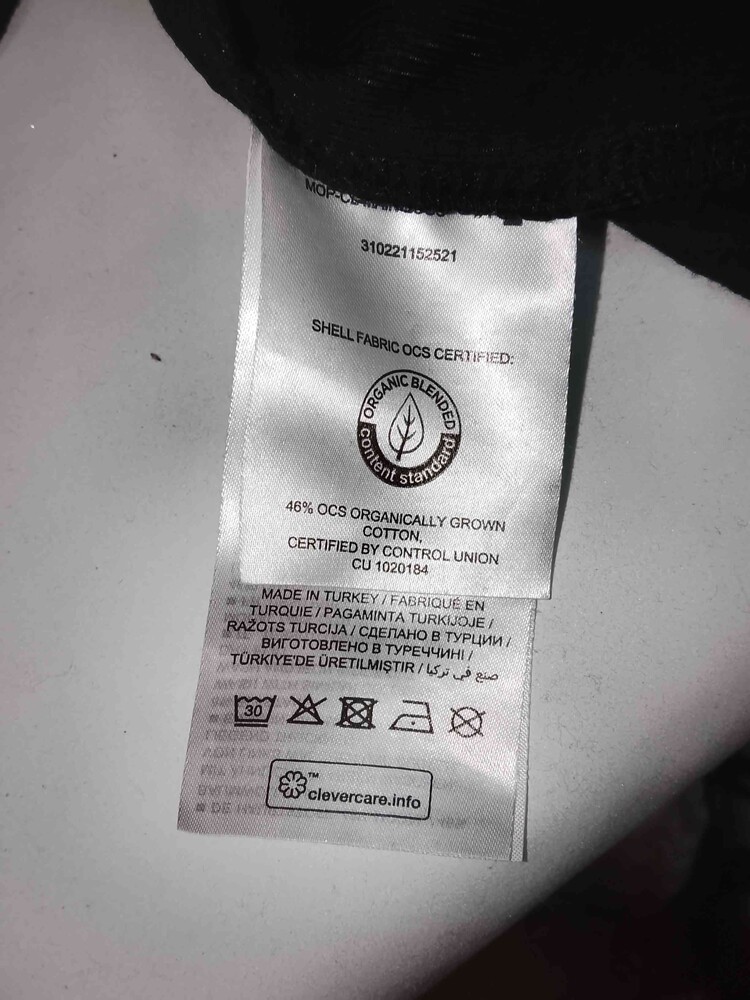 310221152521
SHELL FABRIC OCS CERTIFIED:
ORGANIC BLENDED
content standard
46% OCS ORGANICALLY GROWN
COTTON,
CERTIFIED BY CONTROL UNION
CU 1020184
MADE IN TURKEY / FABRIQUÉ EN
TURQUIE / PAGAMINTA TURKIJOJE /
RAŽOTS TURCIJA / СДЕЛАНО В ТУРЦИИ /
ВИГОТОВЛЕНО В ТУРЕЧЧИНІ /
TÜRKIYE'DE ÜRETILMIŞTIR / صنع في تركيا
30
™
clevercare.info